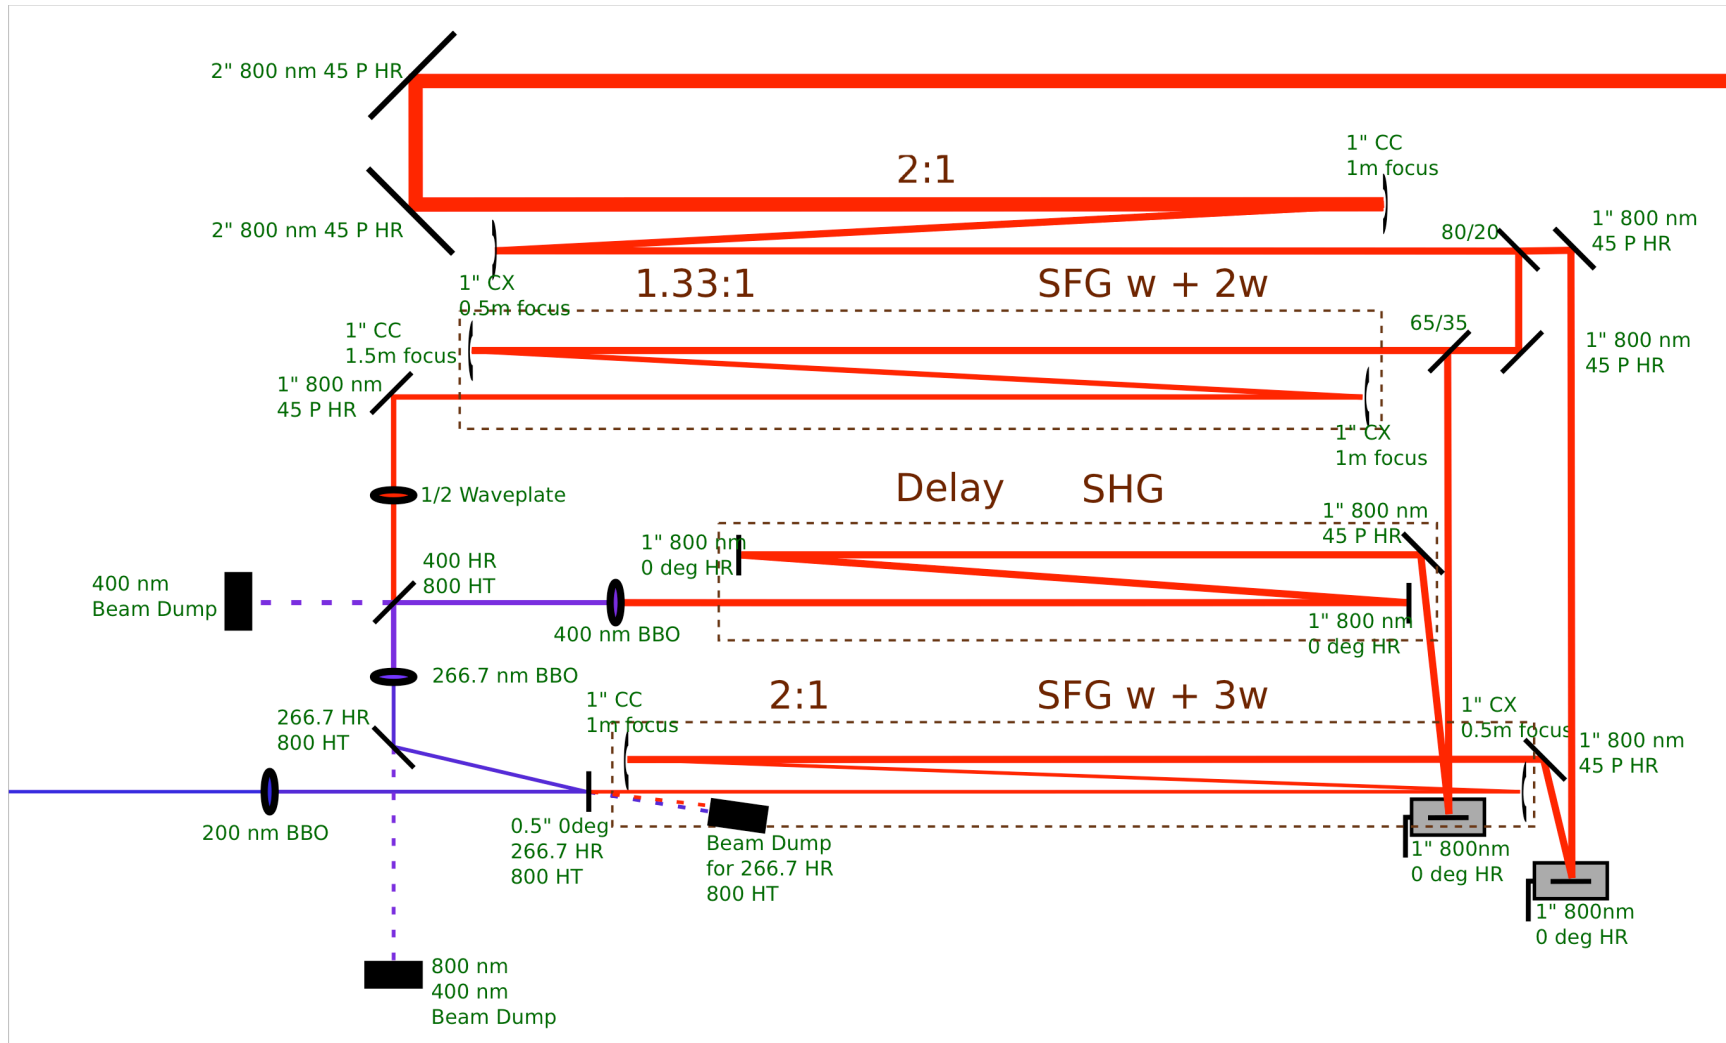 2" 800 nm 45 P HR
1" CC
1m focus
2:1
1" 800 nm
45 P HR
2" 800 nm 45 P HR
80/20
1" CX
0.5m focus
1.33:1
SFG w + 2w
1" CC
1.5m focus
65/35
1" 800 nm
45 P HR
1" 800 nm
45 P HR
1" CX
1m focus
1/2 Waveplate
Delay
SHG
1" 800 nm
45 P HR
1" 800 nm
0 deg HR
400 HR
800 HT
400 nm
Beam Dump
400 nm BBO
1" 800 nm
0 deg HR
266.7 nm BBO
2:1
SFG w + 3w
1" CC
1m focus
1" CX
0.5m focus
266.7 HR
800 HT
1" 800 nm
45 P HR
200 nm BBO
0.5" 0deg
266.7 HR
800 HT
Beam Dump
for 266.7 HR
800 HT
1" 800nm
0 deg HR
1" 800nm
0 deg HR
800 nm
400 nm
Beam Dump